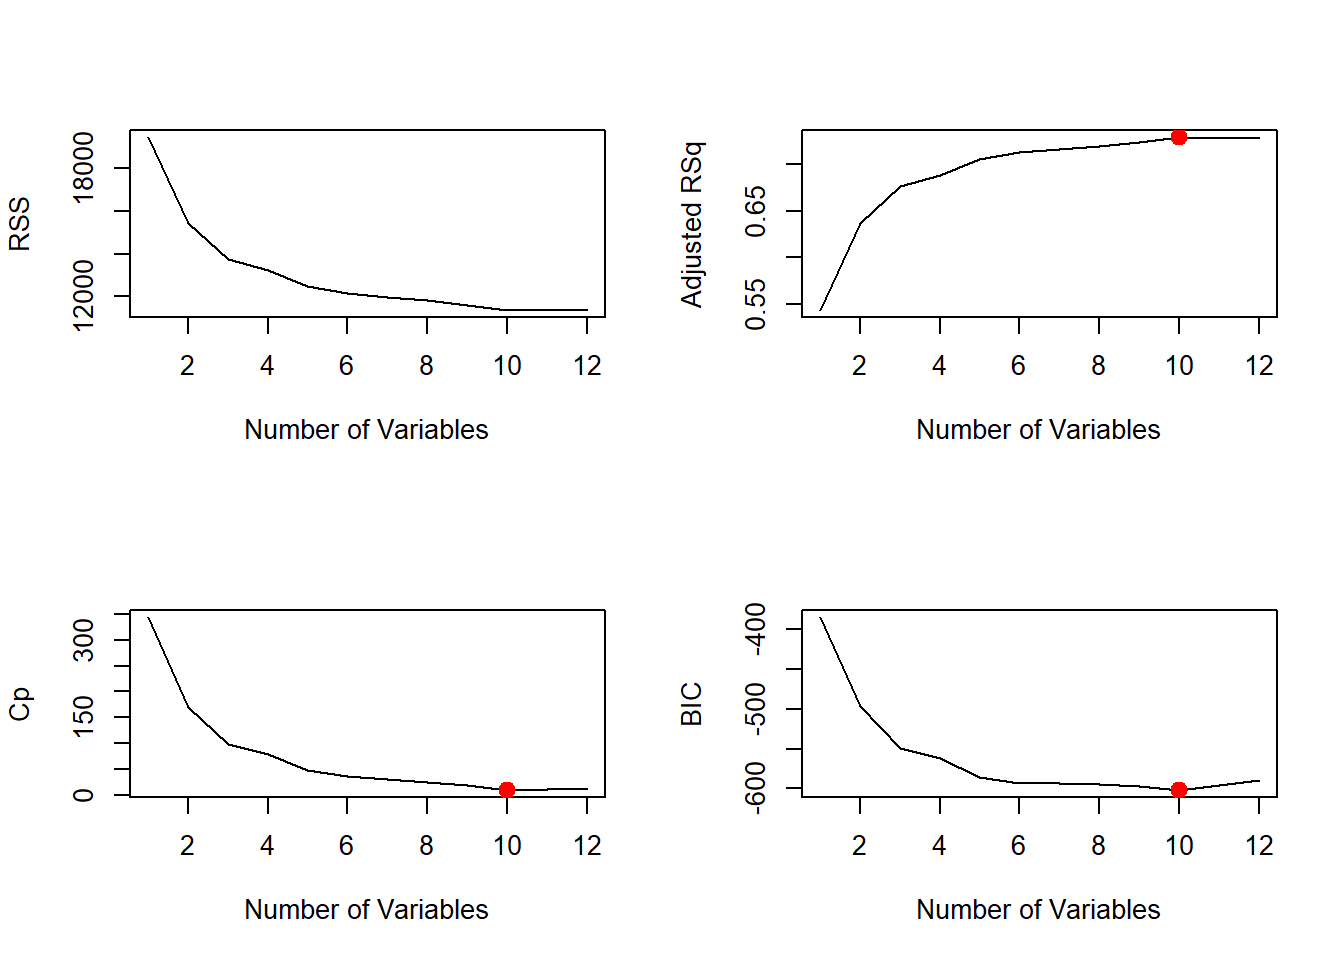 RSS
18000
12000
2 4 6 8 10 12
Number of Variables
Adjusted RSq
0.65
0.55
2 4 6 8 10 12
Number of Variables
Cp
300
150
0
2 4 6 8 10 12
Number of Variables
BIC
-400
-500
-600
2 4 6 8 10 12
Number of Variables